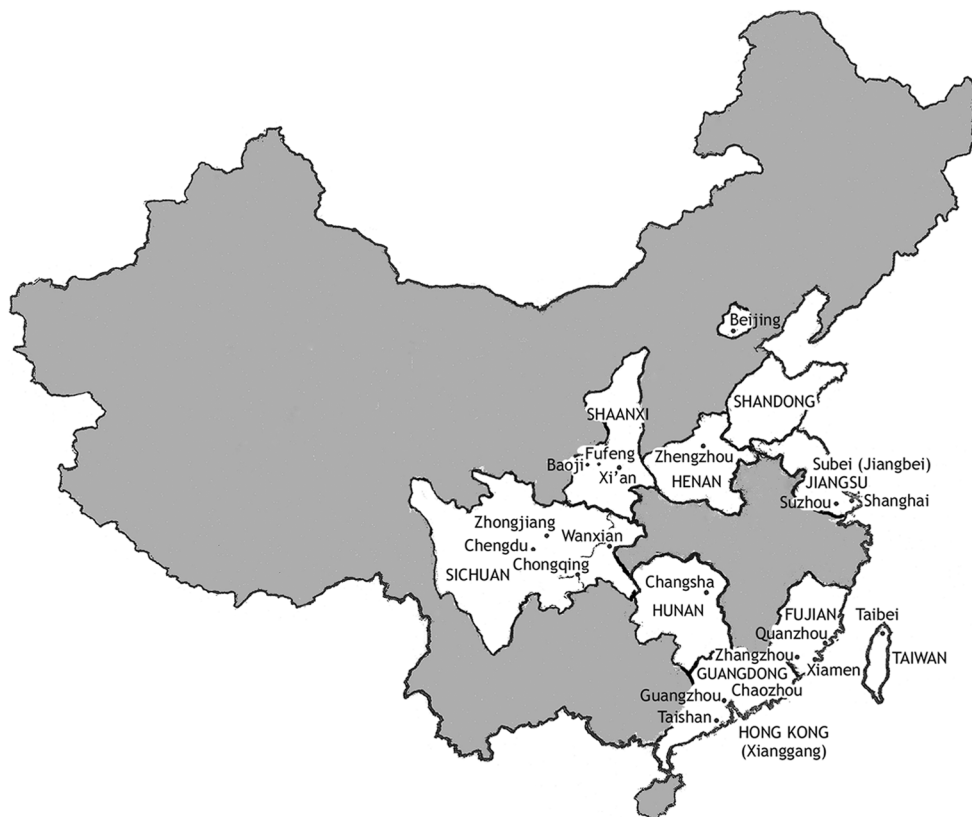 Beijing
SHANDONG
SHAANXI
Fufeng
Baoji
Xi'an
Zhengzhou
HENAN
Subei (Jiangbei)
JIANGSU
Suzhou
Shanghai
Zhongjiang
Wanxian
Chengdu
Chongqing
SICHUAN
Changsha
HUNAN
FUJIAN
Quanzhou
Taibei
Zhangzhou
Xiamen
TAIWAN
GUANGDONG
Chaozhou
Guangzhou
Taishan
HONG KONG
(Xianggang)